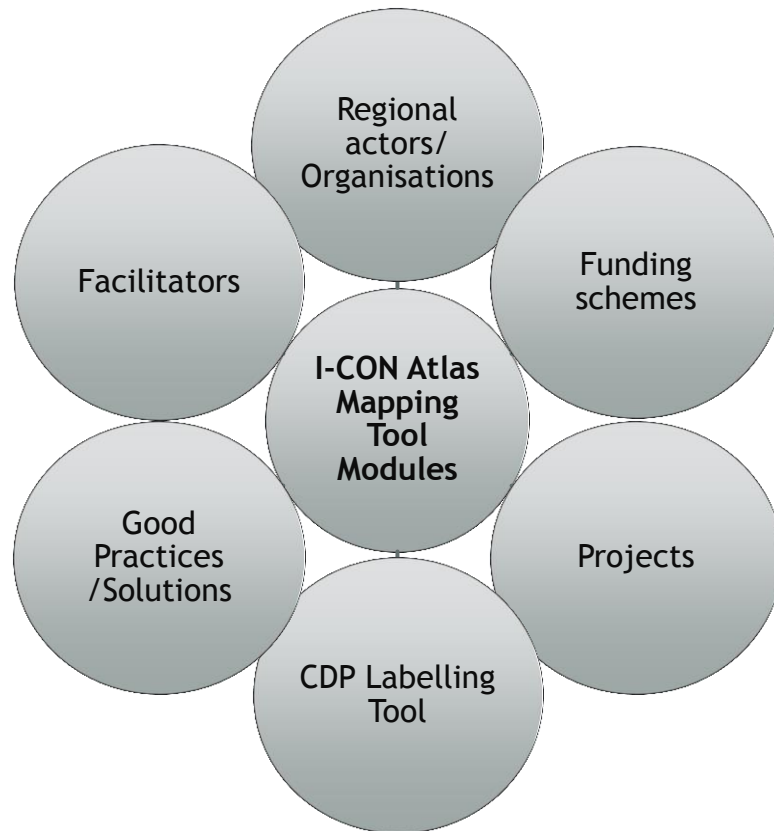 Regional
actors/
Organisations
Facilitators
Funding
schemes
I-CON Atlas
Mapping
Tool
Modules
Good
Practices
/Solutions
Projects
CDP Labelling
Tool